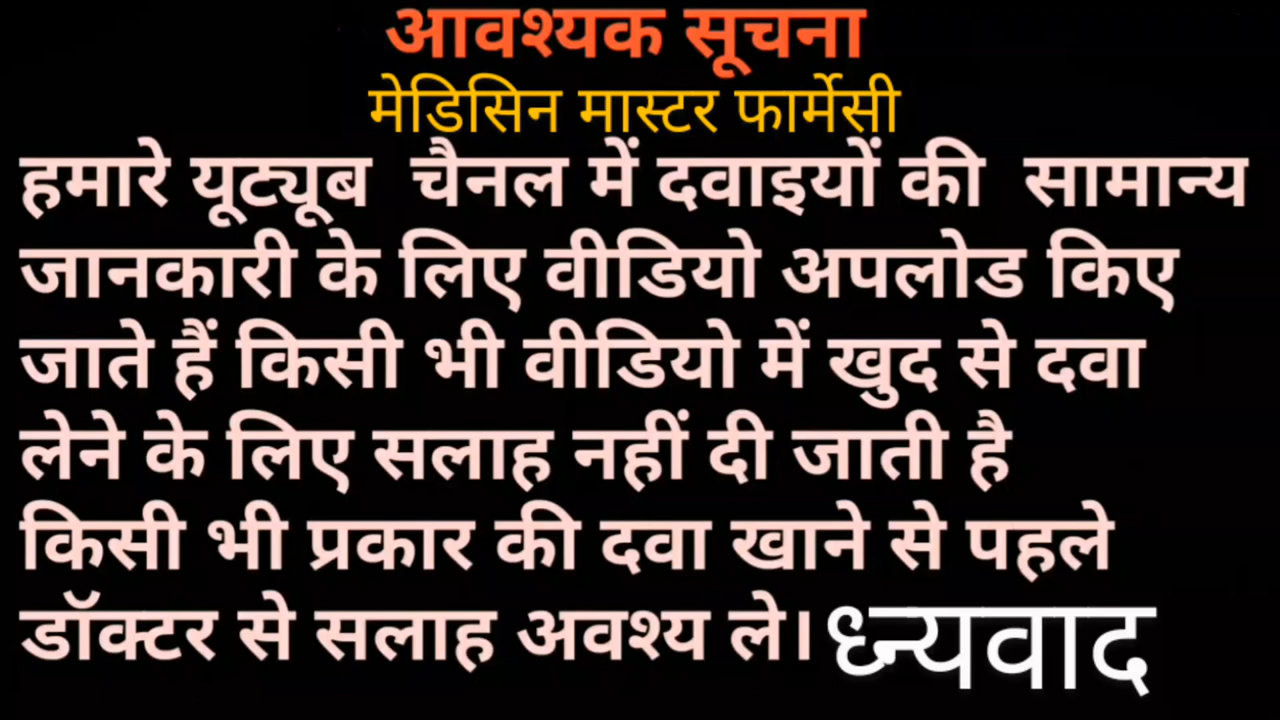 आवश्यक सूचना
मेडिसिन मास्टर फार्मेसी
हमारे यूट्यूब चैनल में दवाइयों की सामान्य
जानकारी के लिए वीडियो अपलोड किए
जाते हैं किसी भी वीडियो में खुद से दवा
लेने के लिए सलाह नहीं दी जाती है
किसी भी प्रकार की दवा खाने से पहले
डॉक्टर से सलाह अवश्य ले। ध्न्यवाद